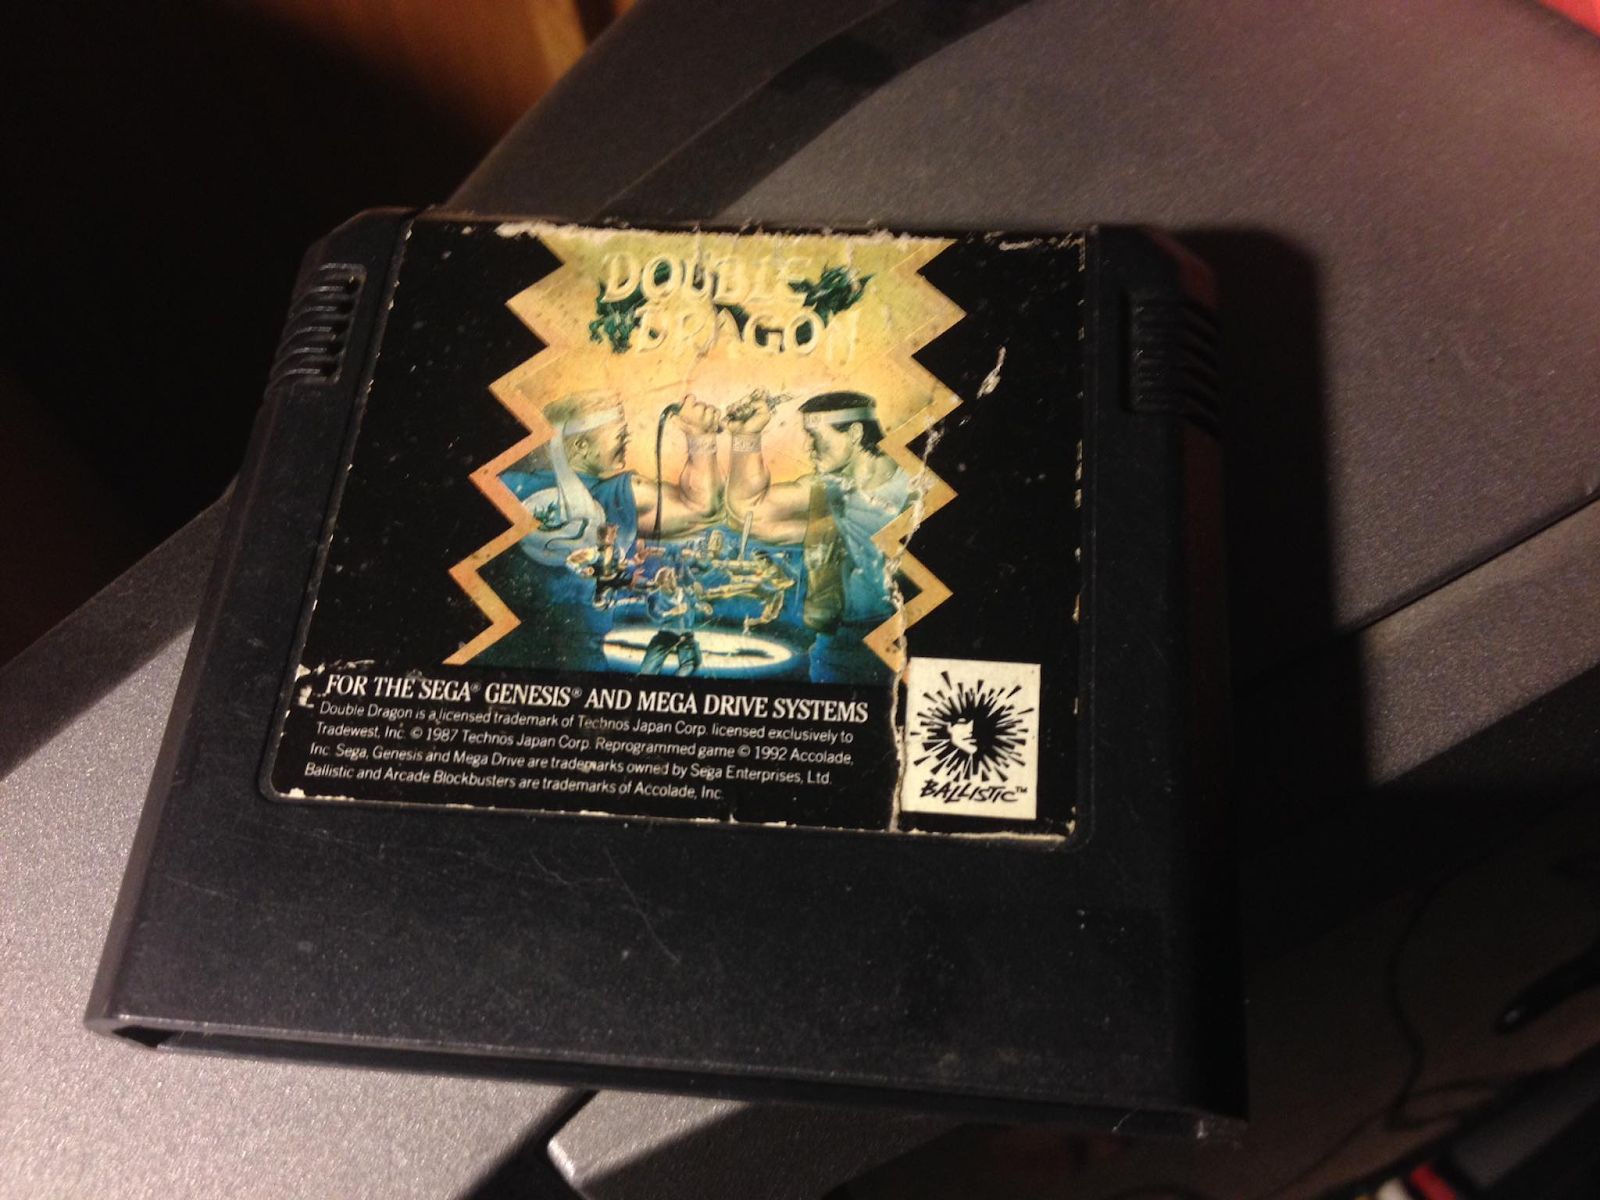 DOUBLE
DRAGON
FOR THE SEGA® GENESIS® AND MEGA DRIVE SYSTEMS
Double Dragon is a licensed trademark of Technos Japan Corp. licensed exclusively to
Tradewest, Inc. © 1987 Technos Japan Corp. Reprogrammed game © 1992 Accolade,
Inc. Sega, Genesis and Mega Drive are trademarks owned by Sega Enterprises, Ltd.
Ballistic and Arcade Blockbusters are trademarks of Accolade, Inc.
BALLISTIC™